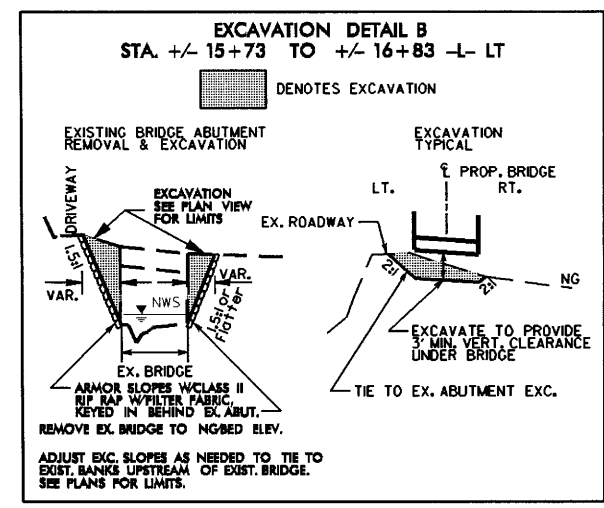 EXCAVATION DETAIL B
STA. +/- 15+73 TO +/- 16+83 -L- LT
DENOTES EXCAVATION
EXISTING BRIDGE ABUTMENT
REMOVAL & EXCAVATION
DRIVEWAY
EXCAVATION
SEE PLAN VIEW
FOR LIMITS
1.5:1
VAR.
NWS
VAR.
1.5:1 or
Flatter
EX. BRIDGE
ARMOR SLOPES W/CLASS II
RIP RAP W/FILTER FABRIC,
KEYED IN BEHIND EX. ABUT.
REMOVE EX. BRIDGE TO NG/BED ELEV.
ADJUST EXC. SLOPES AS NEEDED TO TIE TO
EXIST. BANKS UPSTREAM OF EXIST. BRIDGE.
SEE PLANS FOR LIMITS.
EXCAVATION
TYPICAL
℄ PROP. BRIDGE
LT.
RT.
EX. ROADWAY
2:1
2:1
NG
EXCAVATE TO PROVIDE
3' MIN. VERT. CLEARANCE
UNDER BRIDGE
TIE TO EX. ABUTMENT EXC.